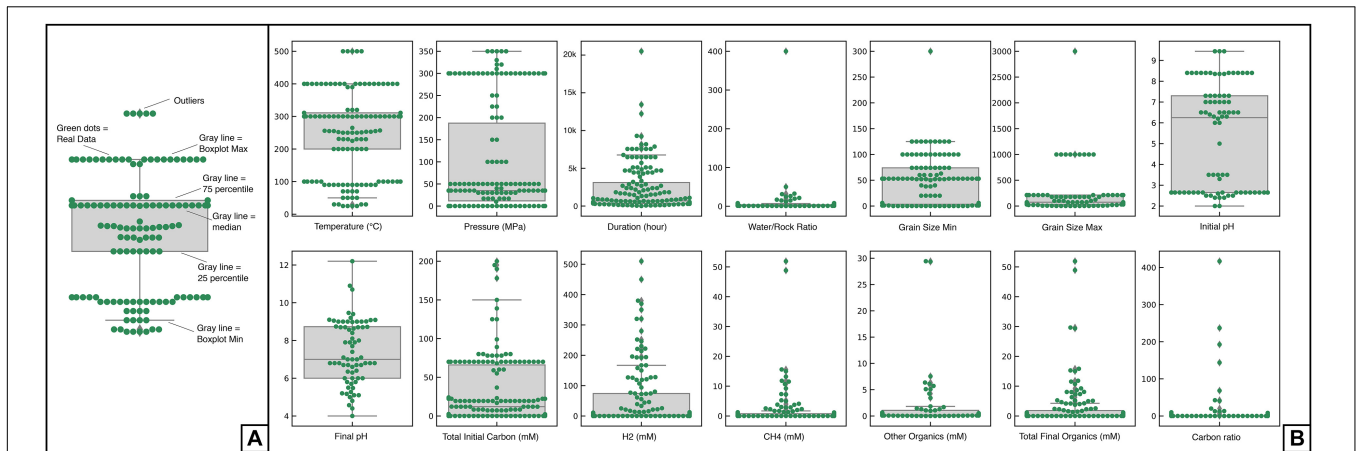 Outliers
Green dots =
Real Data
Gray line =
Boxplot Max
Gray line =
75 percentile
Gray line =
median
Gray line =
25 percentile
Gray line =
Boxplot Min
A
500
400
300
200
100
0
Temperature (°C)
350
300
250
200
150
100
50
0
Pressure (MPa)
20k
15k
10k
5k
0
Duration (hour)
400
300
200
100
0
Water/Rock Ratio
300
250
200
150
100
50
0
Grain Size Min
3000
2500
2000
1500
1000
500
0
Grain Size Max
9
8
7
6
5
4
3
2
Initial pH
12
10
8
6
4
Final pH
200
150
100
50
0
Total Initial Carbon (mM)
500
400
300
200
100
0
H2 (mM)
50
40
30
20
10
0
CH4 (mM)
30
25
20
15
10
5
0
Other Organics (mM)
50
40
30
20
10
0
Total Final Organics (mM)
400
300
200
100
0
Carbon ratio
B